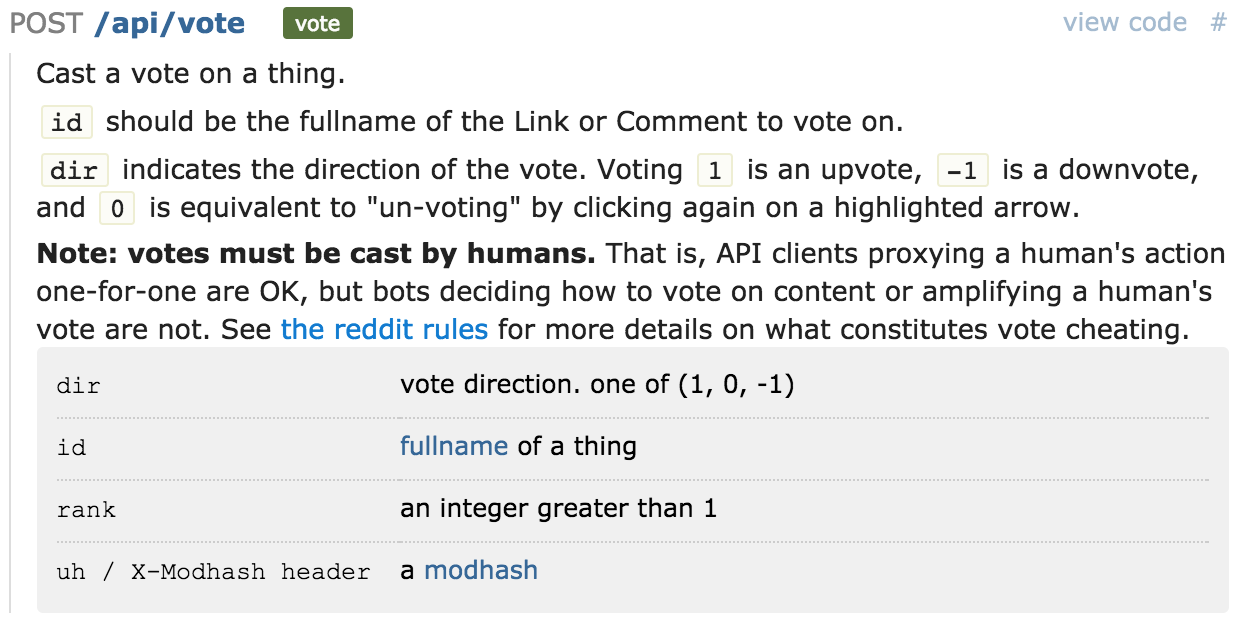 POST /api/vote vote view code #
Cast a vote on a thing.
id should be the fullname of the Link or Comment to vote on.
dir indicates the direction of the vote. Voting 1 is an upvote, -1 is a downvote,
and 0 is equivalent to "un-voting" by clicking again on a highlighted arrow.
Note: votes must be cast by humans. That is, API clients proxying a human's action
one-for-one are OK, but bots deciding how to vote on content or amplifying a human's
vote are not. See the reddit rules for more details on what constitutes vote cheating.
dir vote direction. one of (1, 0, -1)
id fullname of a thing
rank an integer greater than 1
uh / X-Modhash header a modhash